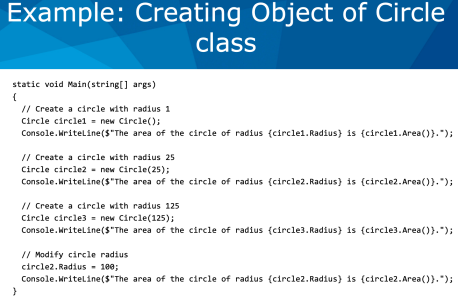 Example: Creating Object of Circle
class
static void Main(string[] args)
{
  // Create a circle with radius 1
  Circle circle1 = new Circle();
  Console.WriteLine($"The area of the circle of radius {circle1.Radius} is {circle1.Area()}.");

  // Create a circle with radius 25
  Circle circle2 = new Circle(25);
  Console.WriteLine($"The area of the circle of radius {circle2.Radius} is {circle2.Area()}.");

  // Create a circle with radius 125
  Circle circle3 = new Circle(125);
  Console.WriteLine($"The area of the circle of radius {circle3.Radius} is {circle3.Area()}.");

  // Modify circle radius
  circle2.Radius = 100;
  Console.WriteLine($"The area of the circle of radius {circle2.Radius} is {circle2.Area()}.");
}